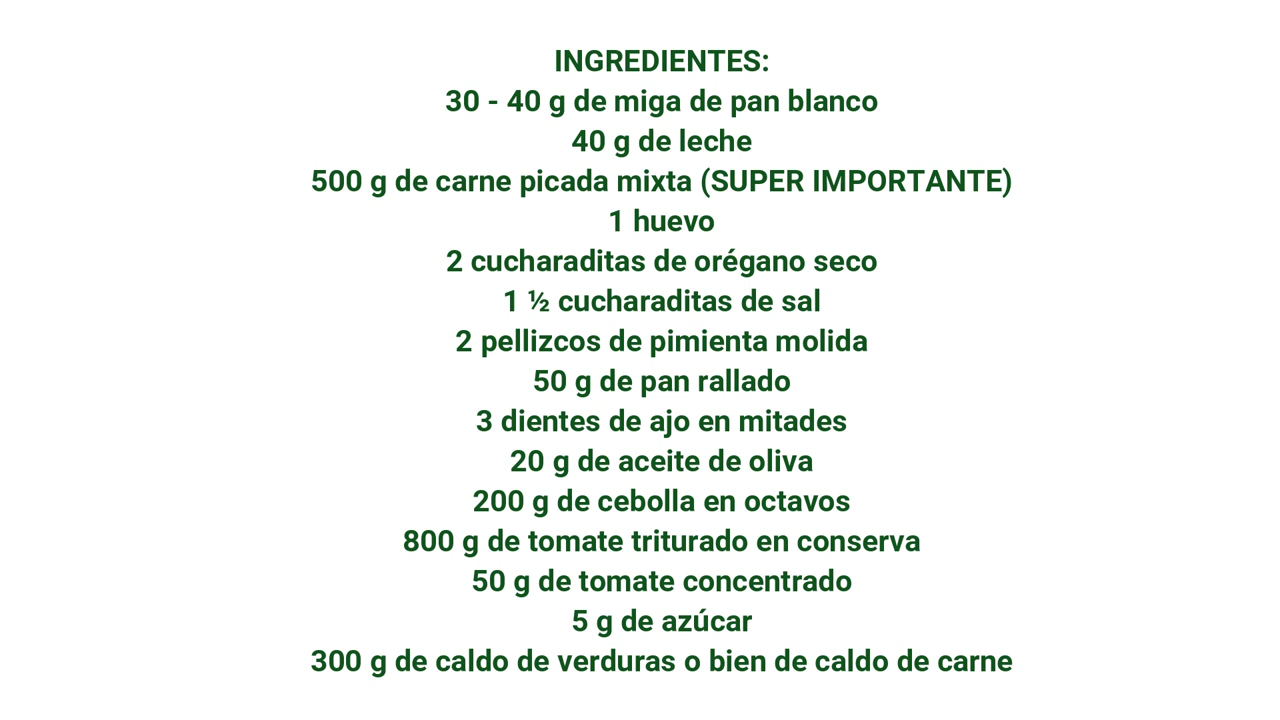 INGREDIENTES:
30 - 40 g de miga de pan blanco
40 g de leche
500 g de carne picada mixta (SUPER IMPORTANTE)
1 huevo
2 cucharaditas de orégano seco
1 ½ cucharaditas de sal
2 pellizcos de pimienta molida
50 g de pan rallado
3 dientes de ajo en mitades
20 g de aceite de oliva
200 g de cebolla en octavos
800 g de tomate triturado en conserva
50 g de tomate concentrado
5 g de azúcar
300 g de caldo de verduras o bien de caldo de carne